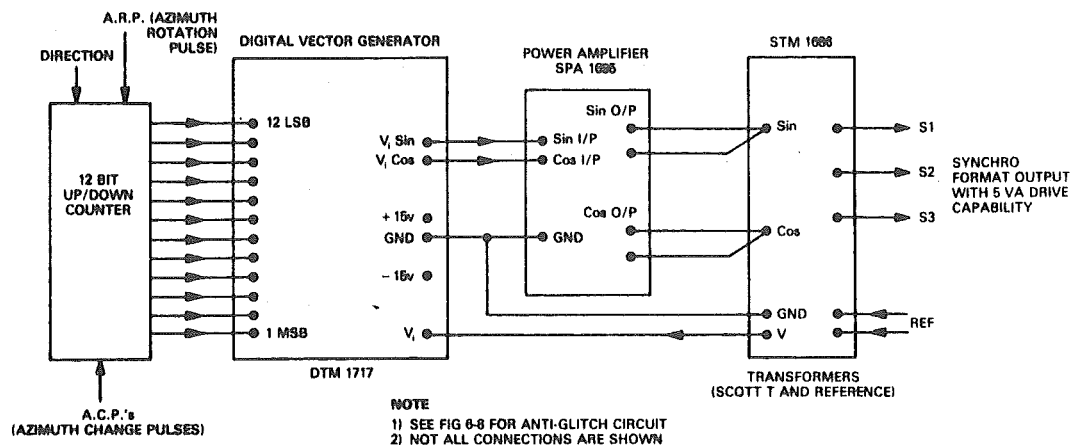 A.R.P. (AZIMUTH
ROTATION
PULSE)
DIRECTION
12 BIT
UP/DOWN
COUNTER
A.C.P.'s
(AZIMUTH CHANGE PULSES)
DIGITAL VECTOR GENERATOR
12 LSB
1 MSB
Vi Sin
Vi Cos
+ 15v
GND
- 15v
Vi
DTM 1717
POWER AMPLIFIER
SPA 1695
Sin O/P
Sin I/P
Cos I/P
Cos O/P
GND
STM 1686
Sin
Cos
GND
V
S1
S2
S3
REF
SYNCHRO
FORMAT OUTPUT
WITH 5 VA DRIVE
CAPABILITY
TRANSFORMERS
(SCOTT T AND REFERENCE)
NOTE
1) SEE FIG 6-8 FOR ANTI-GLITCH CIRCUIT
2) NOT ALL CONNECTIONS ARE SHOWN